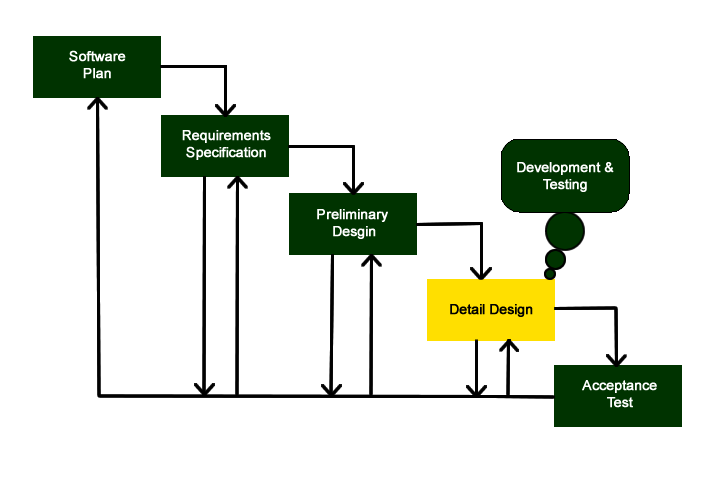 Software
Plan
Requirements
Specification
Preliminary
Desgin
Development &
Testing
Detail Design
Acceptance
Test